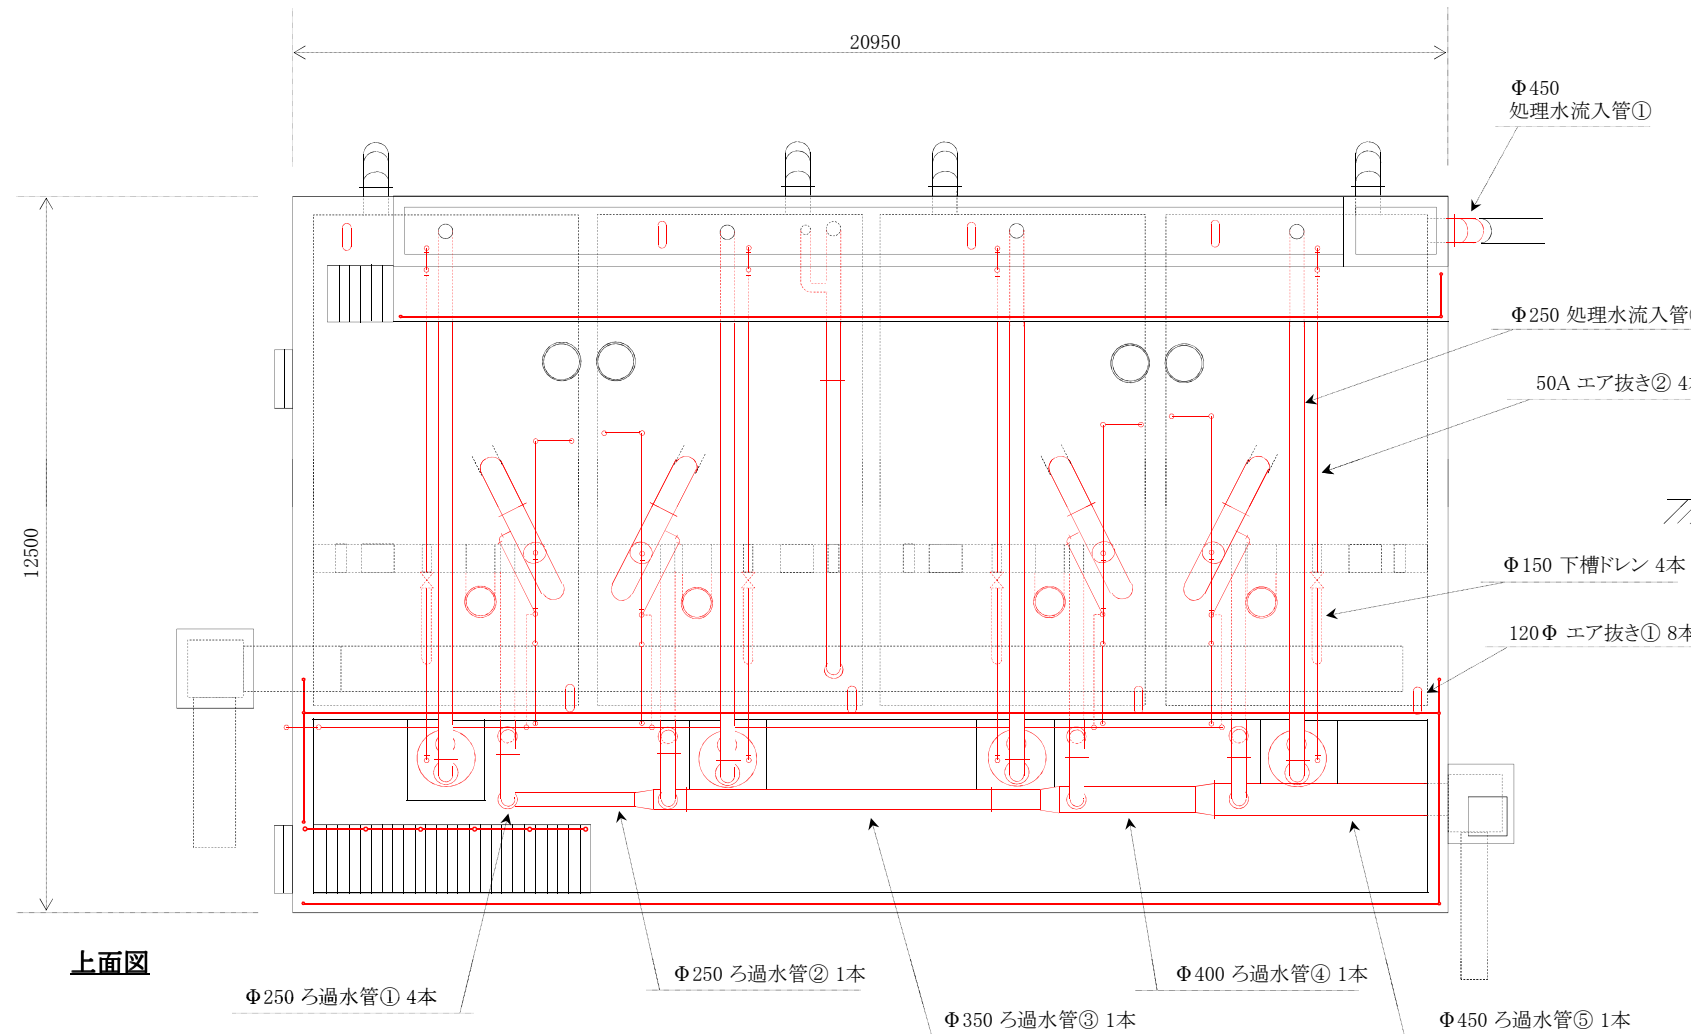 20950
Φ450
処理水流入管①
Φ250 処理水流入管
50A エア抜き② 4
12500
Φ150 下槽ドレン 4本
120Φ エア抜き① 8本
上面図
Φ250 ろ過水管② 1本
Φ400 ろ過水管④ 1本
Φ250 ろ過水管① 4本
Φ350 ろ過水管③ 1本
Φ450 ろ過水管⑤ 1本